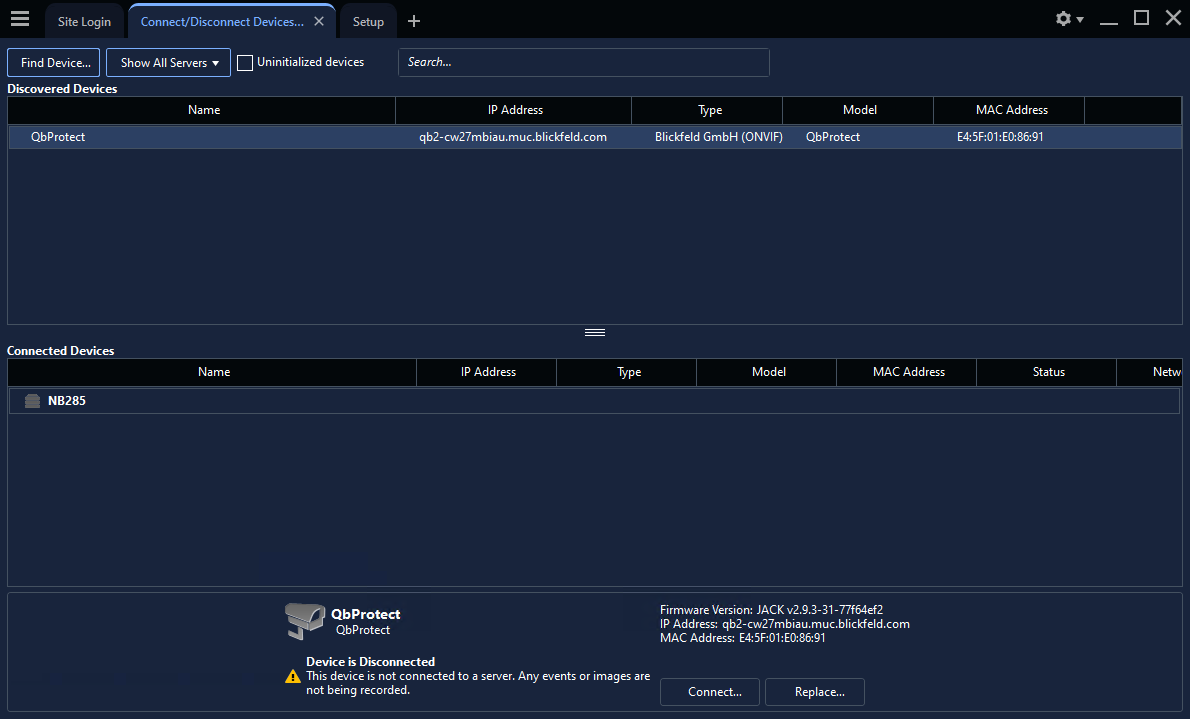 Site Login
Connect/Disconnect Devices...
Setup
Find Device...
Show All Servers
Uninitialized devices
Search...
Discovered Devices
Name IP Address Type Model MAC Address
QbProtect qb2-cw27mbiau.muc.blickfeld.com Blickfeld GmbH (ONVIF) QbProtect E4:5F:01:E0:86:91
Connected Devices
Name IP Address Type Model MAC Address Status Netw
NB285
QbProtect
QbProtect
Device is Disconnected
This device is not connected to a server. Any events or images are
not being recorded.
Firmware Version: JACK v2.9.3-31-77f64ef2
IP Address: qb2-cw27mbiau.muc.blickfeld.com
MAC Address: E4:5F:01:E0:86:91
Connect...
Replace...